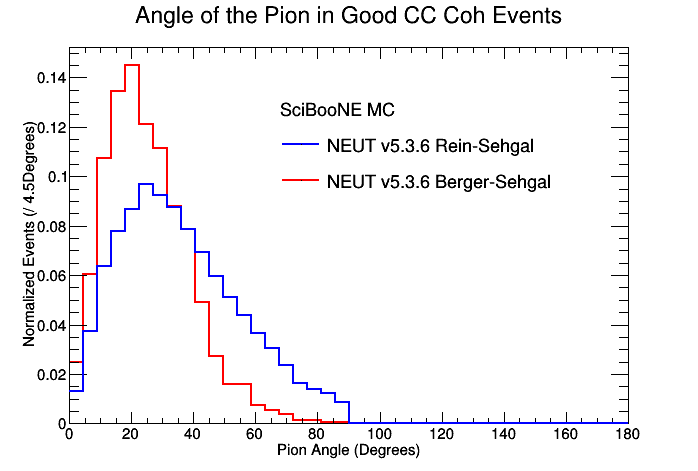 Angle of the Pion in Good CC Coh Events
Normalized Events (/ 4.5Degrees)
0.14
0.12
0.1
0.08
0.06
0.04
0.02
0
SciBooNE MC
NEUT v5.3.6 Rein-Sehgal
NEUT v5.3.6 Berger-Sehgal
0 20 40 60 80 100 120 140 160 180
Pion Angle (Degrees)